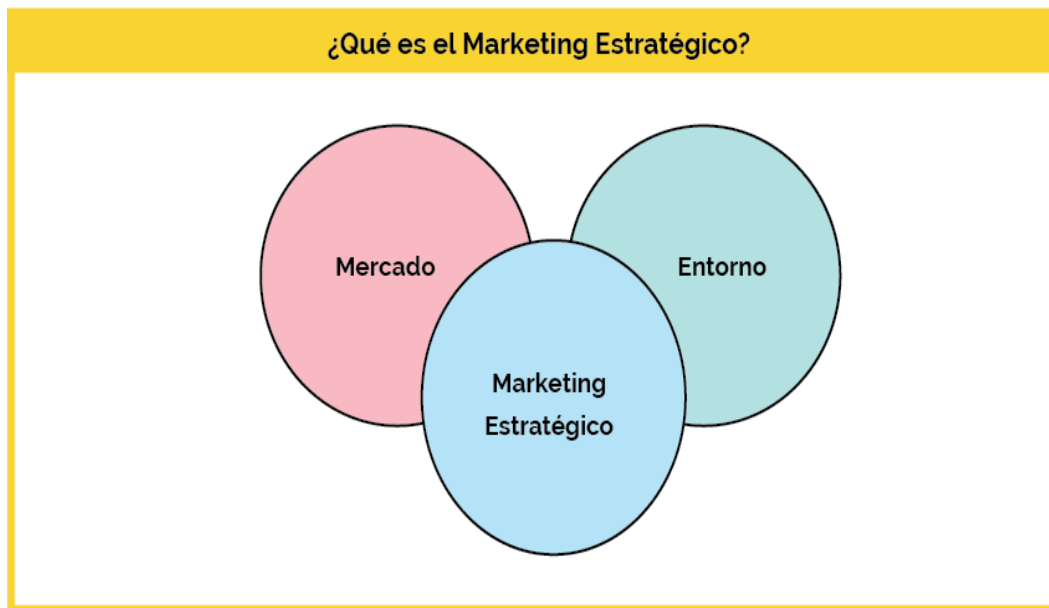 ¿Qué es el Marketing Estratégico?
Mercado
Entorno
Marketing
Estratégico